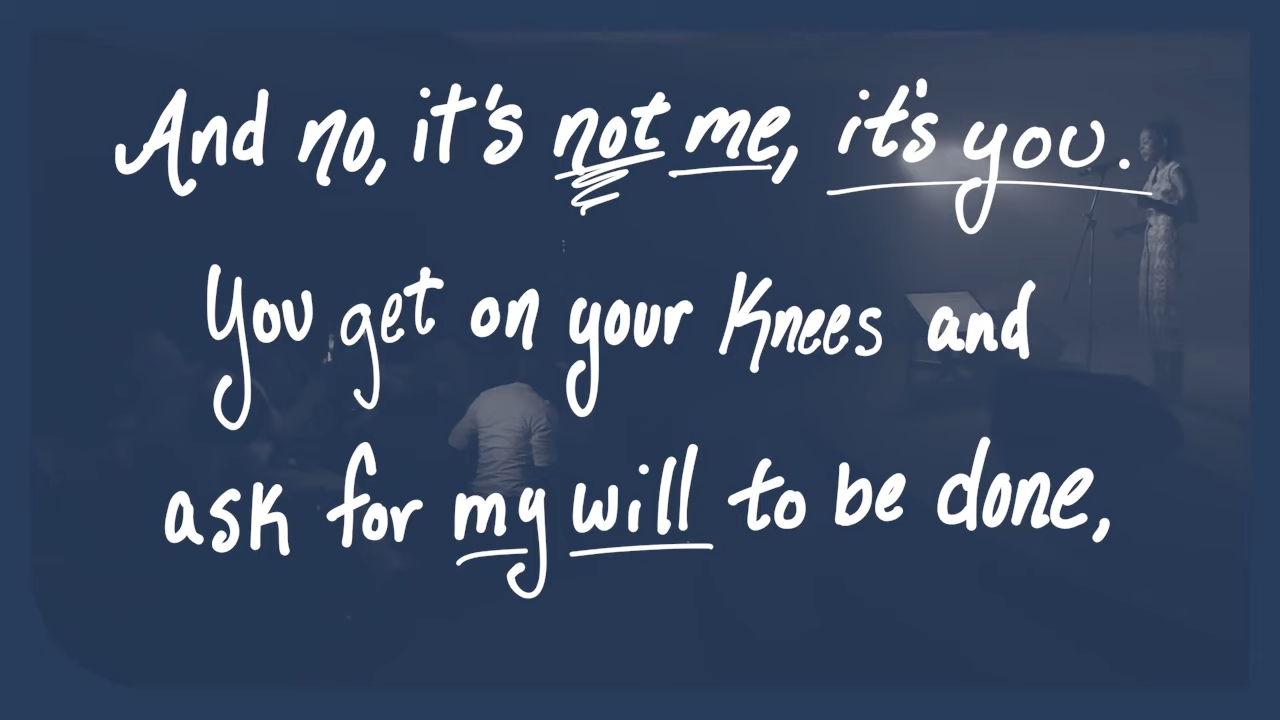 And no, it's not me, it's you.
You get on your knees and
ask for my will to be done,